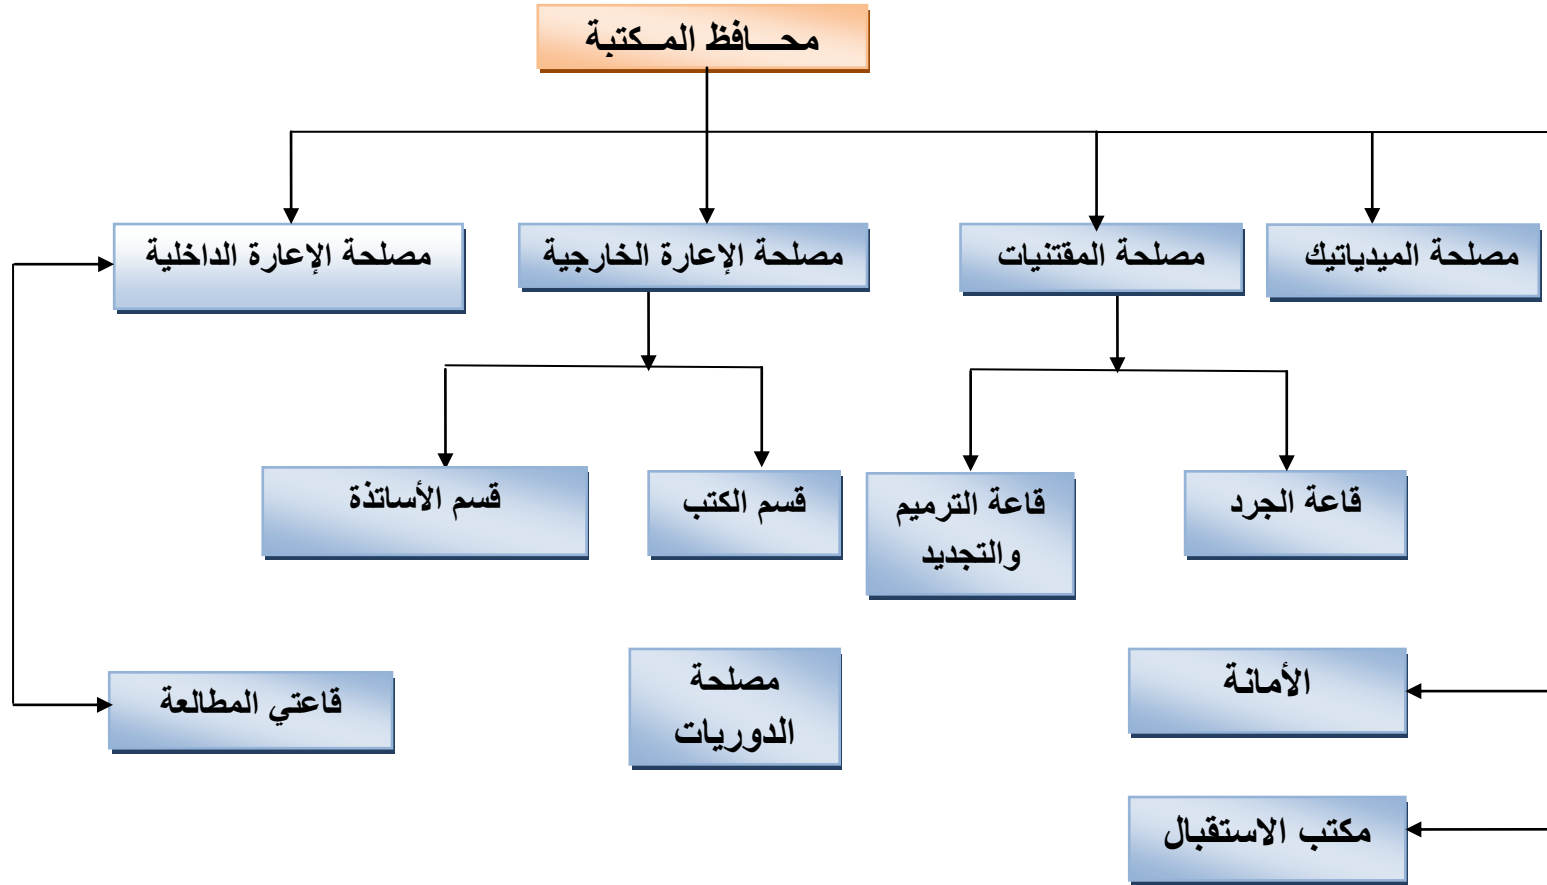 محـــافظ المـكتبة
مصلحة الميدياتيك
مصلحة المقتنيات
مصلحة الإعارة الخارجية
مصلحة الإعارة الداخلية
قاعة الجرد
قاعة الترميم
والتجديد
قسم الكتب
قسم الأساتذة
الأمانة
مصلحة
الدوريات
قاعتي المطالعة
مكتب الاستقبال